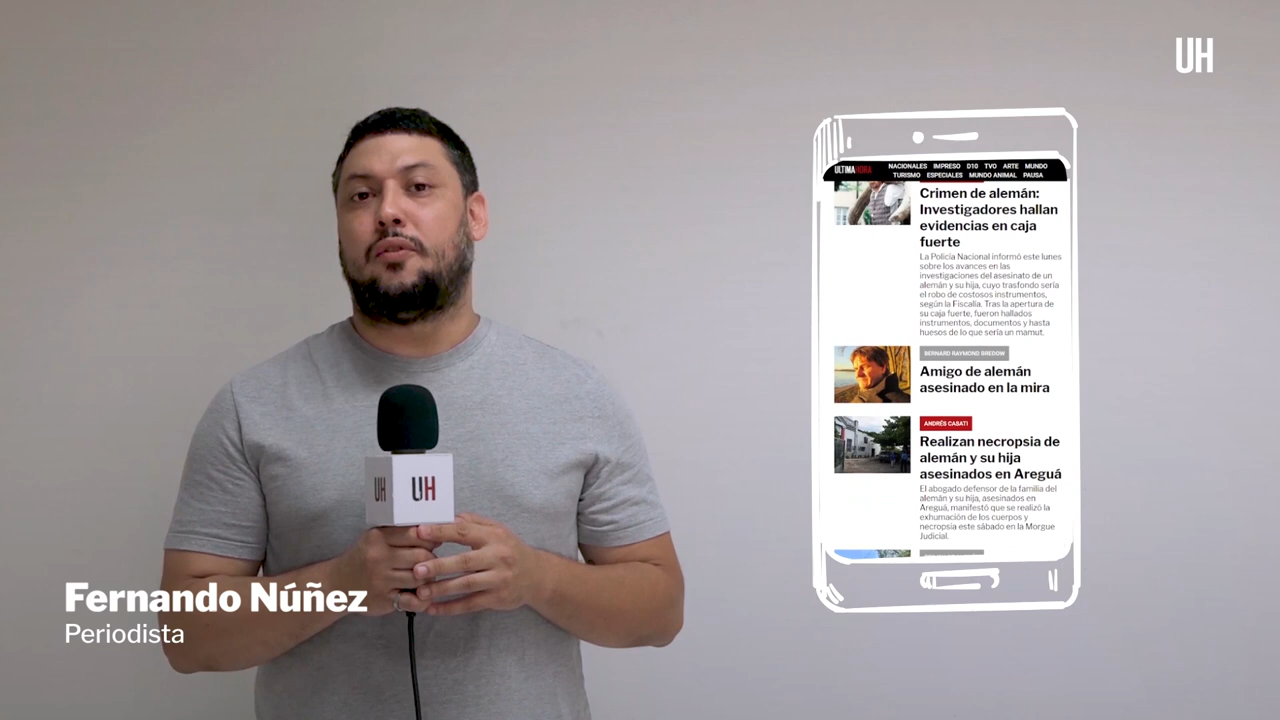 UH
ULTIMAHORA
NACIONALES IMPRESO D10 TVO ARTE MUNDO
TURISMO ESPECIALES MUNDO ANIMAL PAUSA
Crimen de alemán:
Investigadores hallan
evidencias en caja
fuerte
La Policía Nacional informó este lunes
sobre los avances en las
investigaciones del asesinato de un
alemán y su hija, cuyo trasfondo sería
el robo de costosos instrumentos,
según la Fiscalía. Tras la apertura de
su caja fuerte, fueron hallados
instrumentos, documentos y hasta
huesos de lo que sería un mamut.
BERNARD RAYMOND BREDOW
Amigo de alemán
asesinado en la mira
ANDRÉS CASATI
Realizan necropsia de
alemán y su hija
asesinados en Areguá
El abogado defensor de la familia del
alemán y su hija, asesinados en
Areguá, manifestó que se realizó la
exhumación de los cuerpos y
necropsia este sábado en la Morgue
Judicial.
UH UH
Fernando Núñez
Periodista